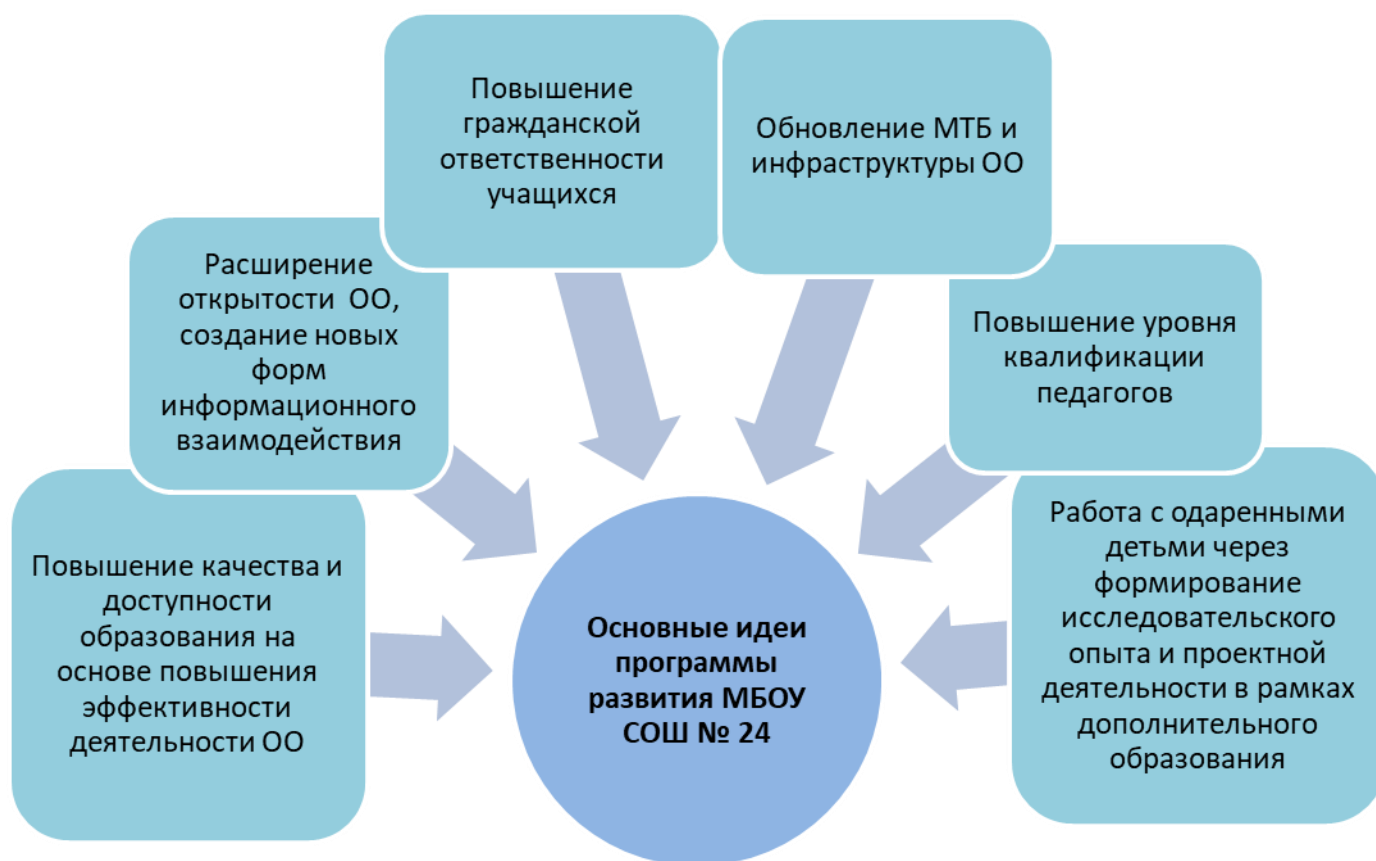 Повышение
гражданской
ответственности
учащихся
Обновление МТБ и
инфраструктуры ОО
Расширение
открытости ОО,
создание новых
форм
информационного
взаимодействия
Повышение уровня
квалификации
педагогов
Повышение качества и
доступности
образования на
основе повышения
эффективности
деятельности ОО
Работа с одаренными
детьми через
формирование
исследовательского
опыта и проектной
деятельности в рамках
дополнительного
образования
Основные идеи
программы
развития МБОУ
СОШ № 24